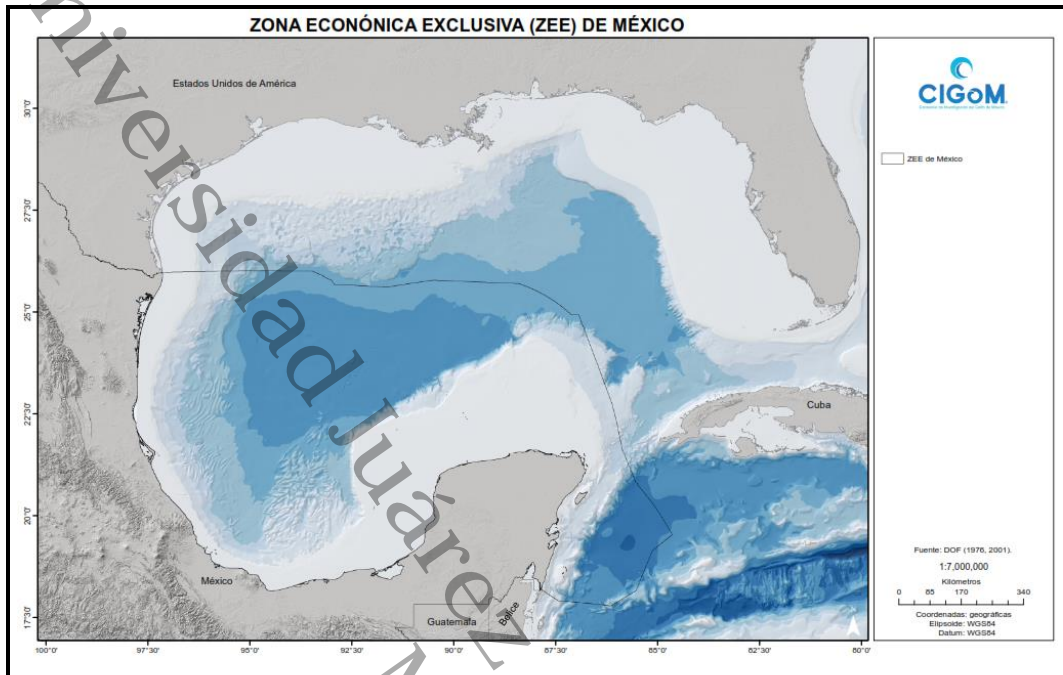 ZONA ECONÓNICA EXCLUSIVA (ZEE) DE MÉXICO
Estados Unidos de América
Cuba
México
Guatemala
Belice
30°0'
27°30'
25°0'
22°30'
20°0'
17°30'
100°0'
97°30'
95°0'
92°30'
90°0'
87°30'
85°0'
82°30'
80°0'
CIGoM
ZEE de México
Fuente: DOF (1976, 2001).
1:7,000,000
Kilómetros
0 85 170 340
Coordenadas: geográficas
Elipsoide: WGS84
Datum: WGS84
niversidad Juárez